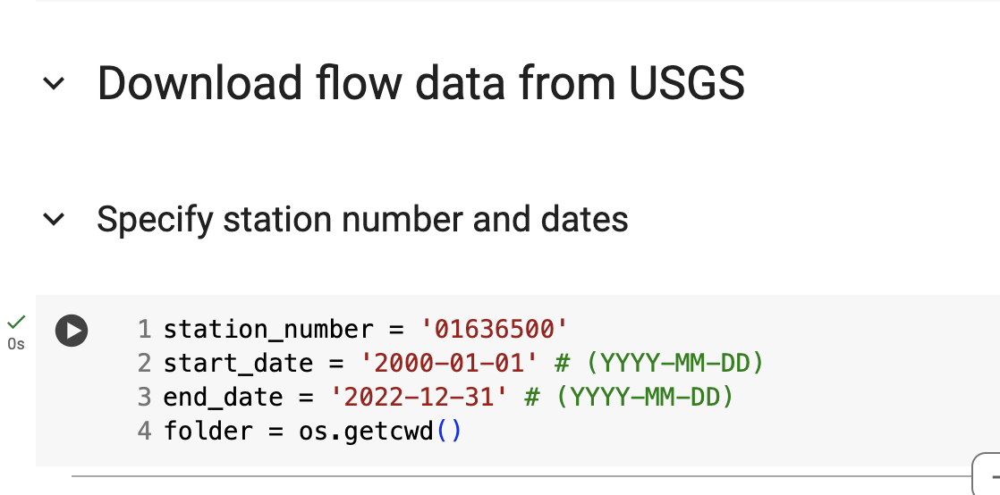 Download flow data from USGS
Specify station number and dates
0s
1 station_number = '01636500'
2 start_date = '2000-01-01' # (YYYY-MM-DD)
3 end_date = '2022-12-31' # (YYYY-MM-DD)
4 folder = os.getcwd()